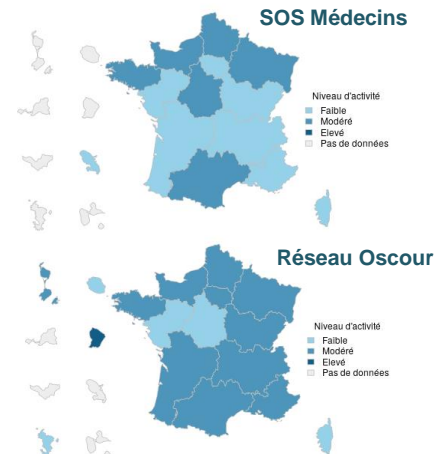 SOS Médecins
Niveau d'activité
Faible
Modéré
Elevé
Pas de données
Réseau Oscour
Niveau d'activité
Faible
Modéré
Elevé
Pas de données